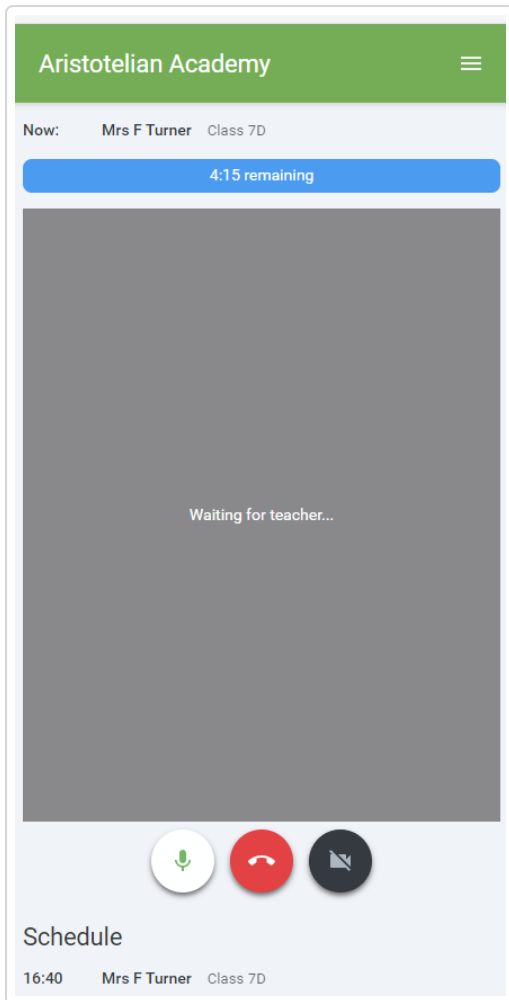 Aristotelian Academy
Now: Mrs F Turner Class 7D
4:15 remaining
Waiting for teacher...
Schedule
16:40 Mrs F Turner Class 7D